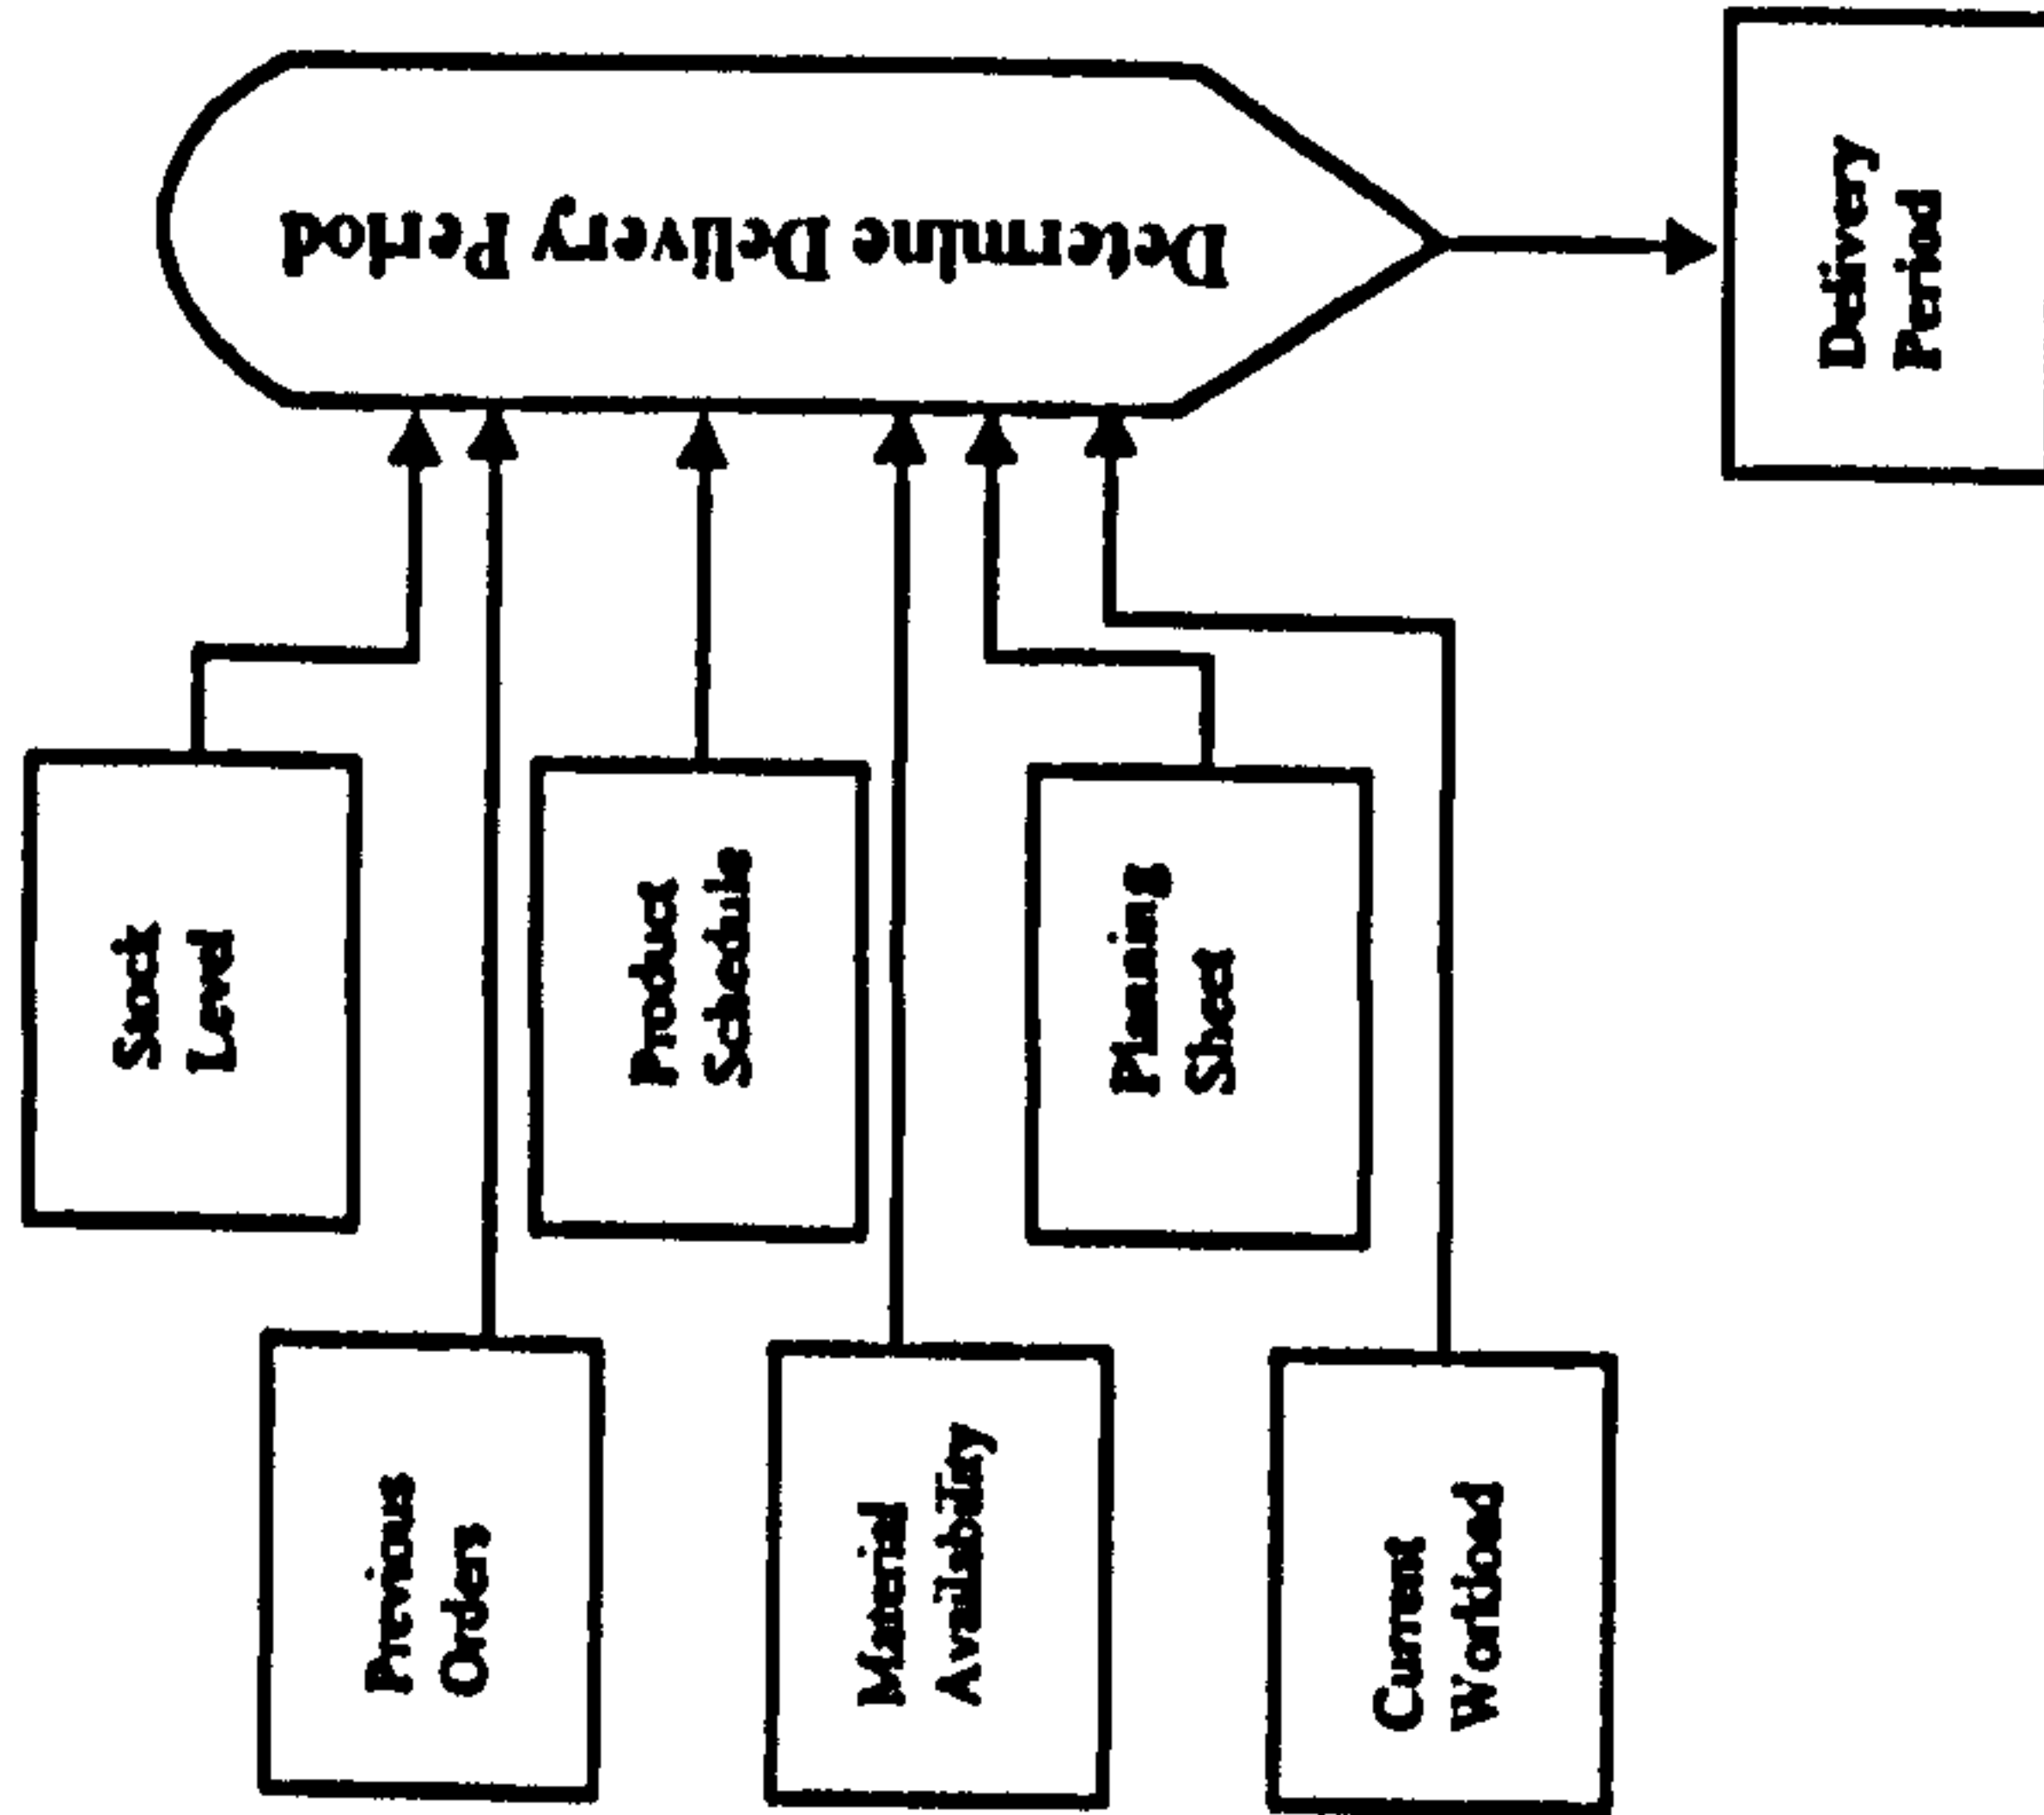 Determine Delivery Period
Delivery
Period
Stock
Level
Product
Schedule
Planning
Sheet
Previous
Orders
Material
Availability
Current
Workload